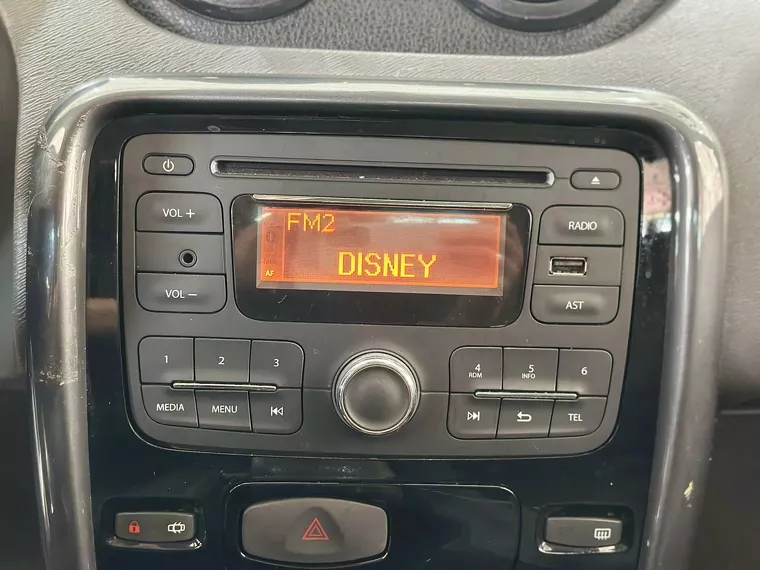 VOL +
FM2
RADIO
AF
DISNEY
VOL –
AST
1 2 3
4 RDM 5 INFO 6
MEDIA MENU
TEL